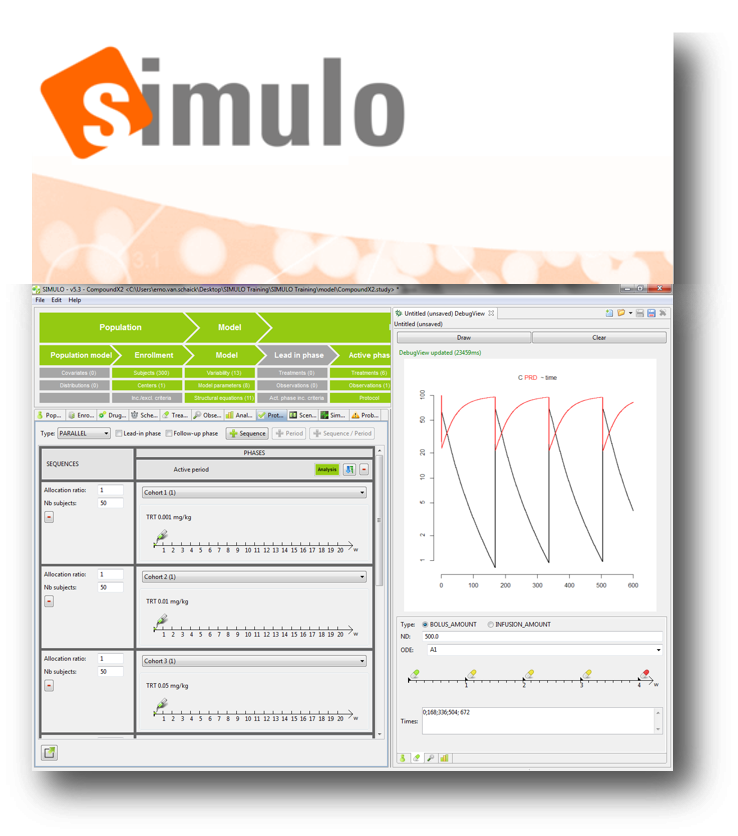 simulo
3.1
SIMULO - v5.3 - CompoundX2 <C:\Users\erno.van.schaick\Desktop\SIMULO Training\SIMULO Training\model\CompoundX2.study> *
File Edit Help
Population Model
Population model Enrollment Model Lead in phase Active phas
Covariates (0) Subjects (300) Variability (13) Treatments (0) Treatments (6)
Distributions (0) Centers (1) Model parameters (8) Observations (0) Observations (1)
Inc./excl. criteria Structural equations (11) Act. phase inc. criteria Protocol
Pop... Enro... Drug... Sche... Trea... Obse... Anal... Prot... Scen... Sim... Prob...
Type: PARALLEL Lead-in phase Follow-up phase Sequence Period Sequence / Period
SEQUENCES
PHASES
Active period Analysis
Allocation ratio: 1
Nb subjects: 50
Cohort 1 (1)
TRT 0.001 mg/kg
1 2 3 4 5 6 7 8 9 10 11 12 13 14 15 16 17 18 19 20 w
Allocation ratio: 1
Nb subjects: 50
Cohort 2 (1)
TRT 0.01 mg/kg
1 2 3 4 5 6 7 8 9 10 11 12 13 14 15 16 17 18 19 20 w
Allocation ratio: 1
Nb subjects: 50
Cohort 3 (1)
TRT 0.05 mg/kg
1 2 3 4 5 6 7 8 9 10 11 12 13 14 15 16 17 18 19 20 w
Untitled (unsaved) DebugView
Untitled (unsaved)
Draw Clear
DebugView updated (23459ms)
C PRD ~ time
100
50
20
10
5
2
1
0 100 200 300 400 500 600
Type: BOLUS_AMOUNT INFUSION_AMOUNT
ND: 500.0
ODE: A1
1 2 3 4 w
Times: 0;168;336;504; 672